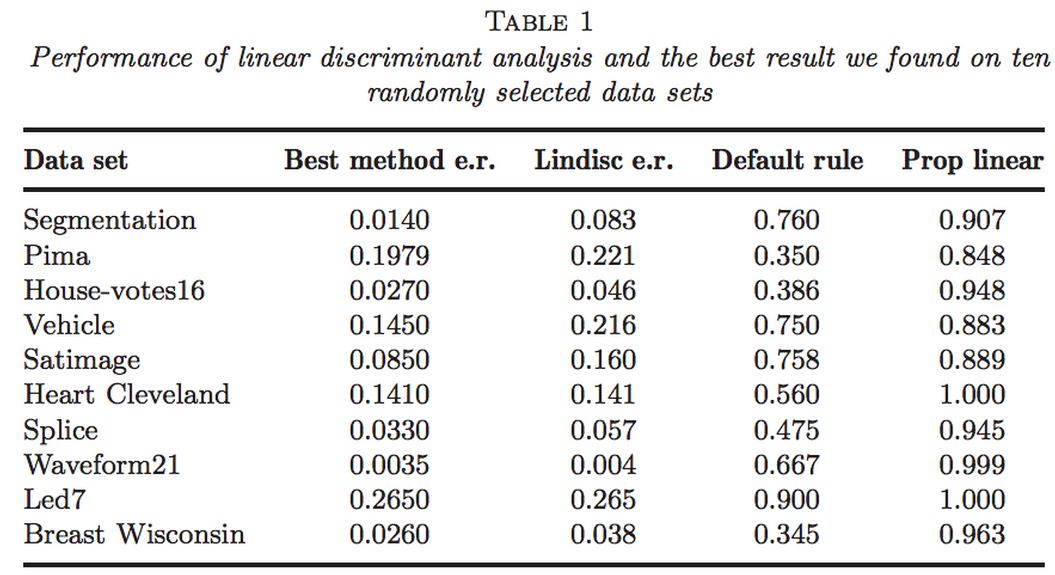 TABLE 1
Performance of linear discriminant analysis and the best result we found on ten
randomly selected data sets
Data set Best method e.r. Lindisc e.r. Default rule Prop linear
Segmentation 0.0140 0.083 0.760 0.907
Pima 0.1979 0.221 0.350 0.848
House-votes16 0.0270 0.046 0.386 0.948
Vehicle 0.1450 0.216 0.750 0.883
Satimage 0.0850 0.160 0.758 0.889
Heart Cleveland 0.1410 0.141 0.560 1.000
Splice 0.0330 0.057 0.475 0.945
Waveform21 0.0035 0.004 0.667 0.999
Led7 0.2650 0.265 0.900 1.000
Breast Wisconsin 0.0260 0.038 0.345 0.963